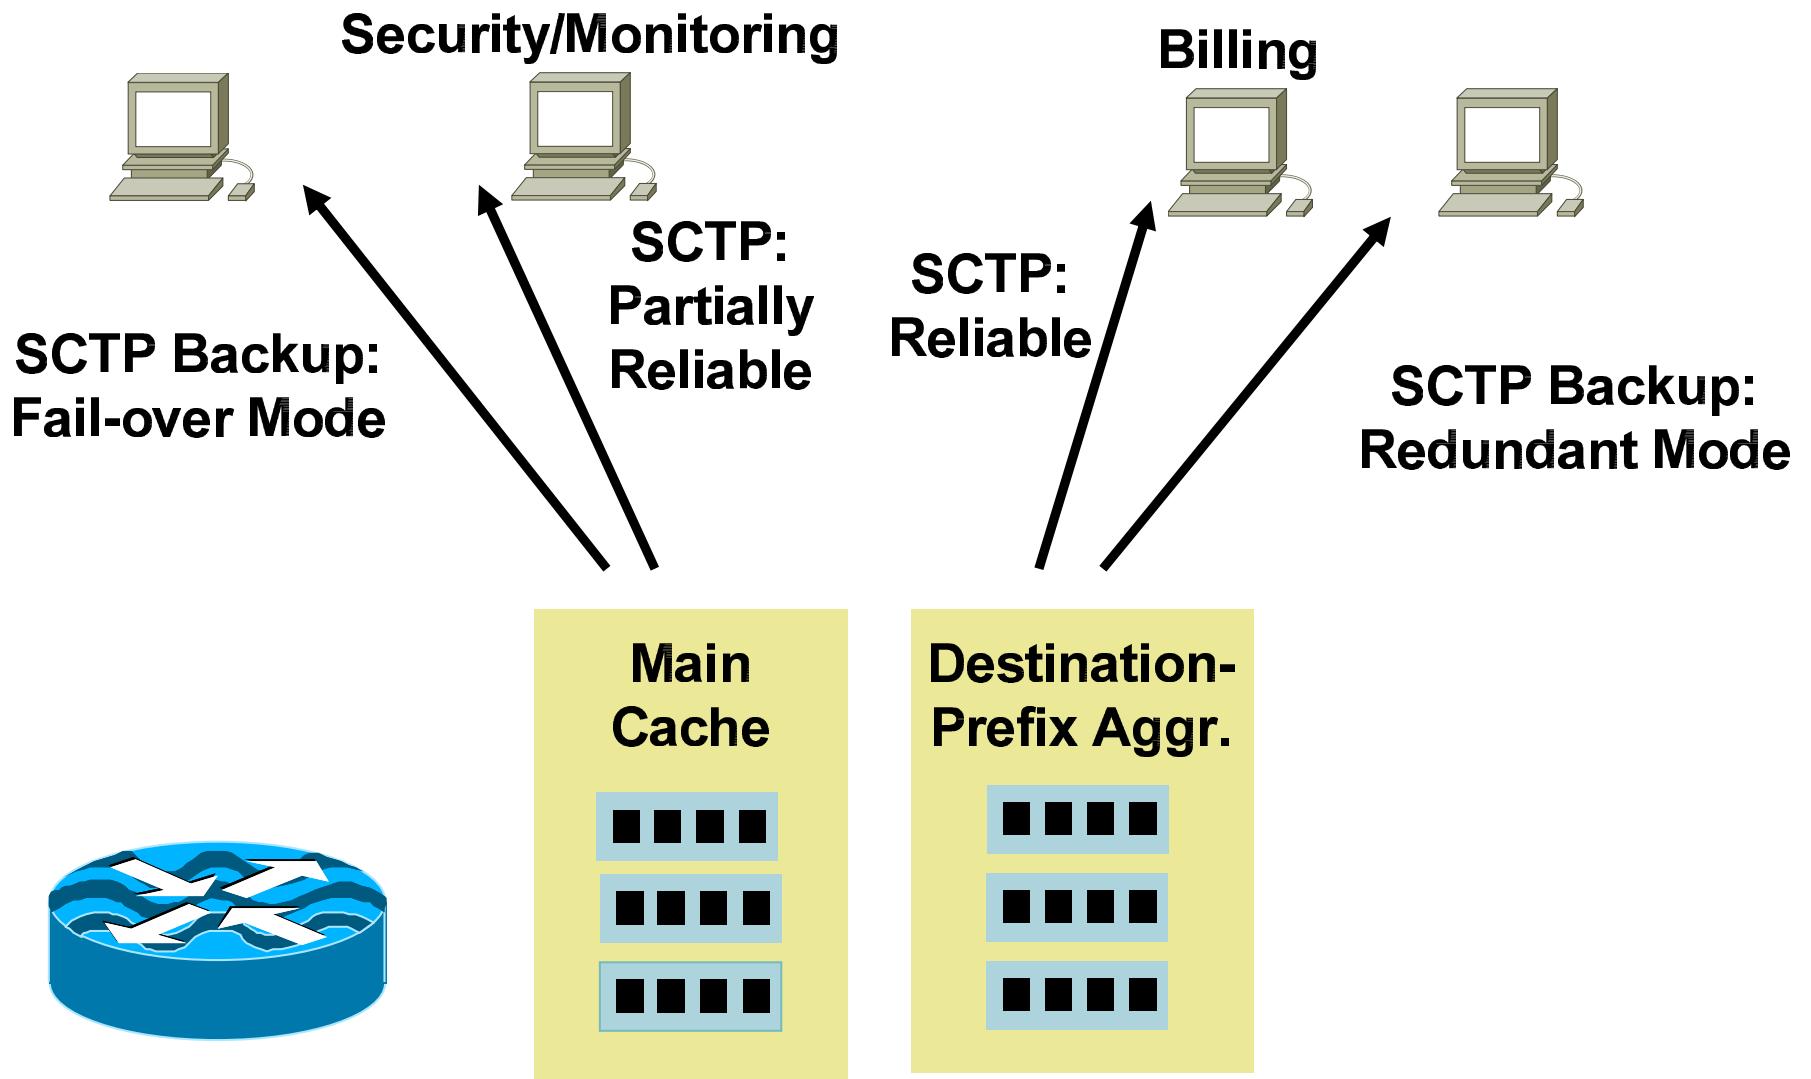 Security/Monitoring
Billing
SCTP:
Partially
Reliable
SCTP:
Reliable
SCTP Backup:
Fail-over Mode
SCTP Backup:
Redundant Mode
Main
Cache
Destination-
Prefix Aggr.